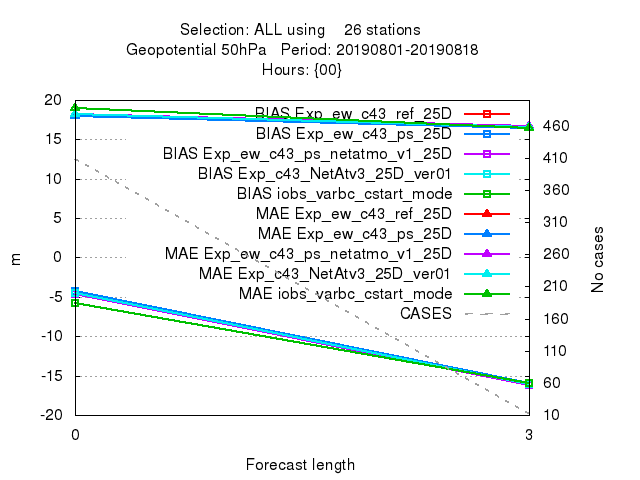 Selection: ALL using    26 stations
Geopotential 50hPa   Period: 20190801-20190818
Hours: {00}
20
15
10
5
0
-5
-10
-15
-20
m
BIAS Exp_ew_c43_ref_25D
BIAS Exp_ew_c43_ps_25D
BIAS Exp_ew_c43_ps_netatmo_v1_25D
BIAS Exp_c43_NetAtv3_25D_ver01
BIAS iobs_varbc_cstart_mode
MAE Exp_ew_c43_ref_25D
MAE Exp_ew_c43_ps_25D
MAE Exp_ew_c43_ps_netatmo_v1_25D
MAE Exp_c43_NetAtv3_25D_ver01
MAE iobs_varbc_cstart_mode
CASES
460
410
360
310
260
210
160
110
60
10
No cases
0
3
Forecast length